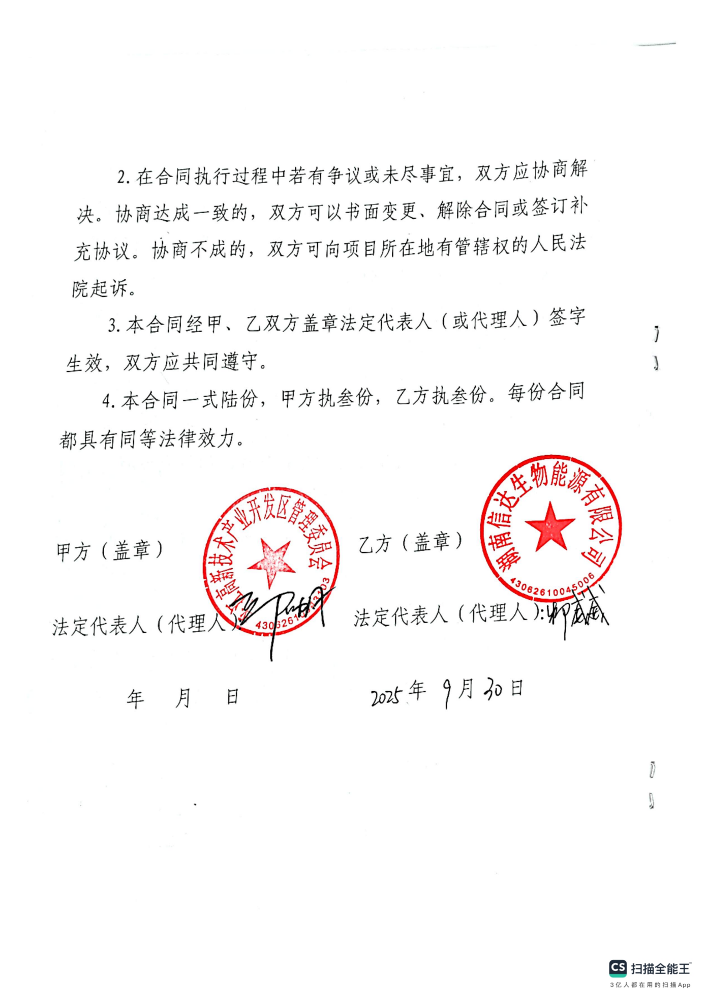 2.在合同执行过程中若有争议或未尽事宜，双方应协商解
决。协商达成一致的，双方可以书面变更、解除合同或签订补
充协议。协商不成的，双方可向项目所在地有管辖权的人民法
院起诉。
3.本合同经甲、乙双方盖章法定代表人（或代理人）签字
生效，双方应共同遵守。
4.本合同一式陆份，甲方执叁份，乙方执叁份。每份合同
都具有同等法律效力。
甲方（盖章）
高新技术产业开发区管理委员会
乙方（盖章）
湖南信达生物能源有限公司
43062610045006
法定代表人（代理人）:
法定代表人（代理人）:
年 月 日
2025年 9月 30日
CS 扫描全能王
3亿人都在用的扫描App